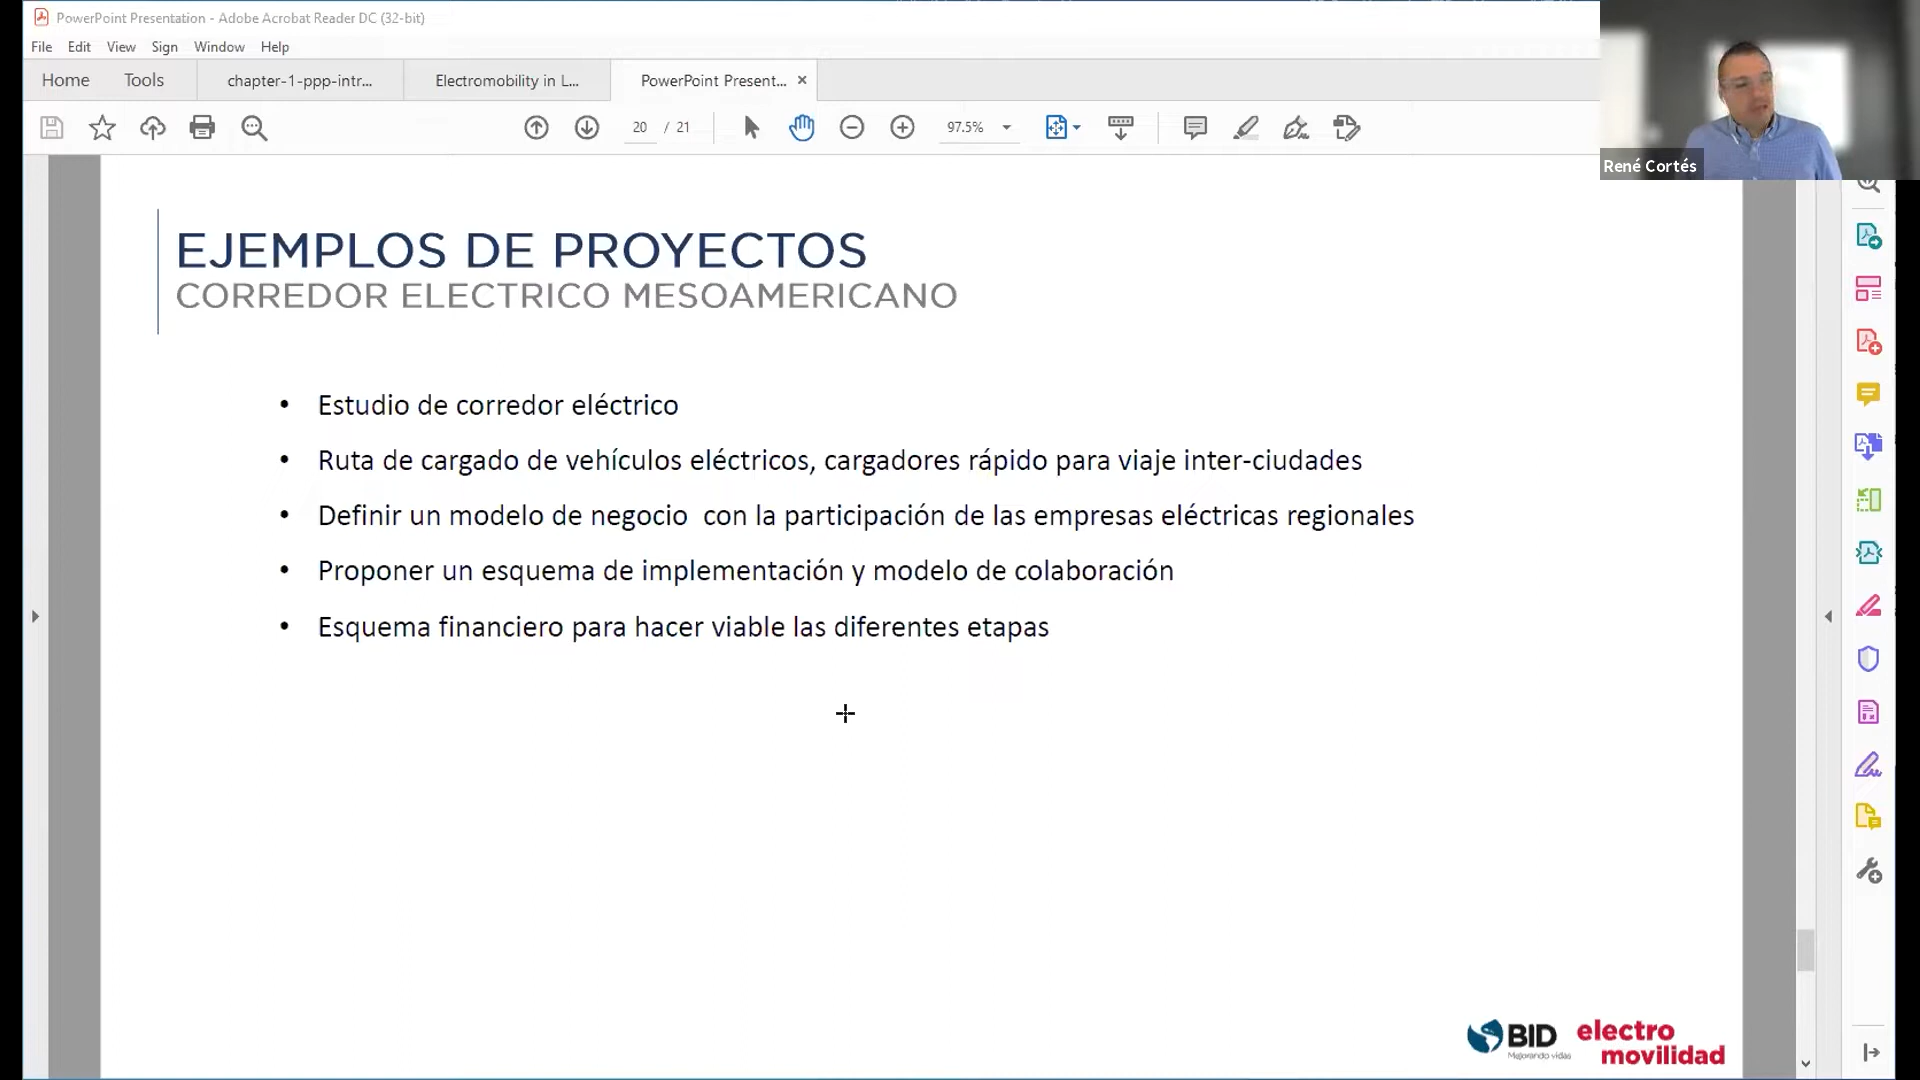 PowerPoint Presentation - Adobe Acrobat Reader DC (32-bit)
File Edit View Sign Window Help
Home Tools chapter-1-ppp-intr... Electromobility in L... PowerPoint Present...
20 / 21 97.5%
René Cortés
EJEMPLOS DE PROYECTOS
CORREDOR ELECTRICO MESOAMERICANO
• Estudio de corredor eléctrico
• Ruta de cargado de vehículos eléctricos, cargadores rápido para viaje inter-ciudades
• Definir un modelo de negocio con la participación de las empresas eléctricas regionales
• Proponer un esquema de implementación y modelo de colaboración
• Esquema financiero para hacer viable las diferentes etapas
BID
Mejorando vidas
electro
movilidad